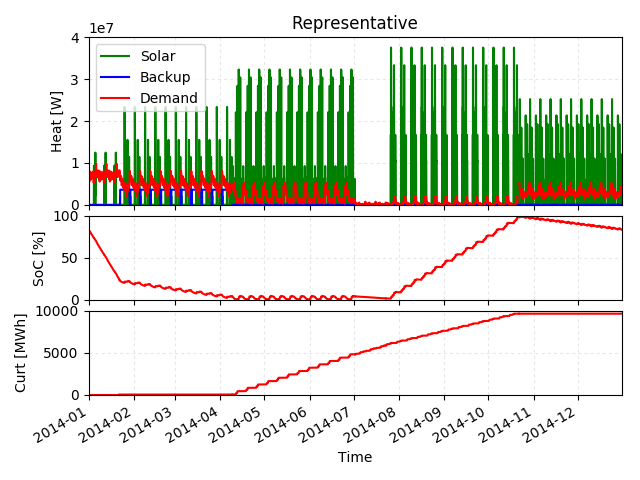 Representative
1e7
Heat [W]
4
3
2
1
0
Solar
Backup
Demand
SoC [%]
100
50
0
Curt [MWh]
10000
5000
0
2014-01
2014-02
2014-03
2014-04
2014-05
2014-06
2014-07
2014-08
2014-09
2014-10
2014-11
2014-12
Time